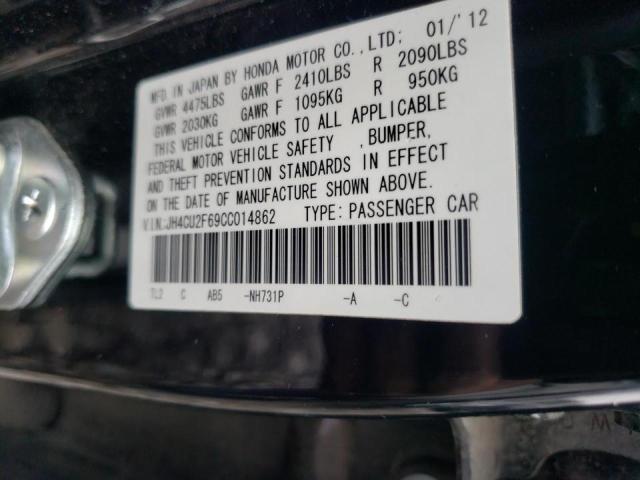 MFD. IN JAPAN BY HONDA MOTOR CO.,LTD; 01/'12
GVWR 4475LBS GAWR F 2410LBS R 2090LBS
GVWR 2030KG GAWR F 1095KG R 950KG
THIS VEHICLE CONFORMS TO ALL APPLICABLE
FEDERAL MOTOR VEHICLE SAFETY ,BUMPER,
AND THEFT PREVENTION STANDARDS IN EFFECT
ON THE DATE OF MANUFACTURE SHOWN ABOVE.
V.I.N:JH4CU2F69CC014862 TYPE: PASSENGER CAR
TL2 C AB5 -NH731P -A -C